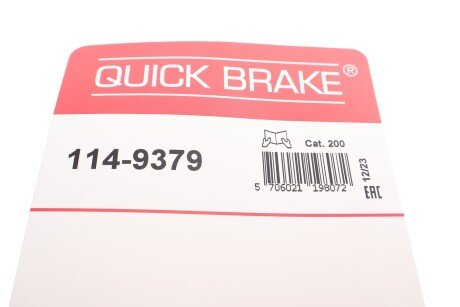 QUICK BRAKE®
114-9379
Cat. 200
5 706021 198072
12/23
EAC